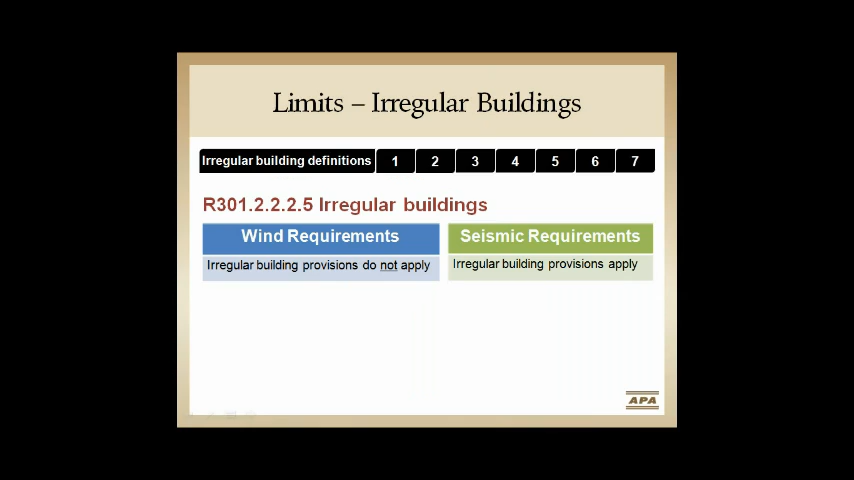 Limits – Irregular Buildings
Irregular building definitions 1 2 3 4 5 6 7
R301.2.2.2.5 Irregular buildings
Wind Requirements Seismic Requirements
Irregular building provisions do not apply Irregular building provisions apply
APA